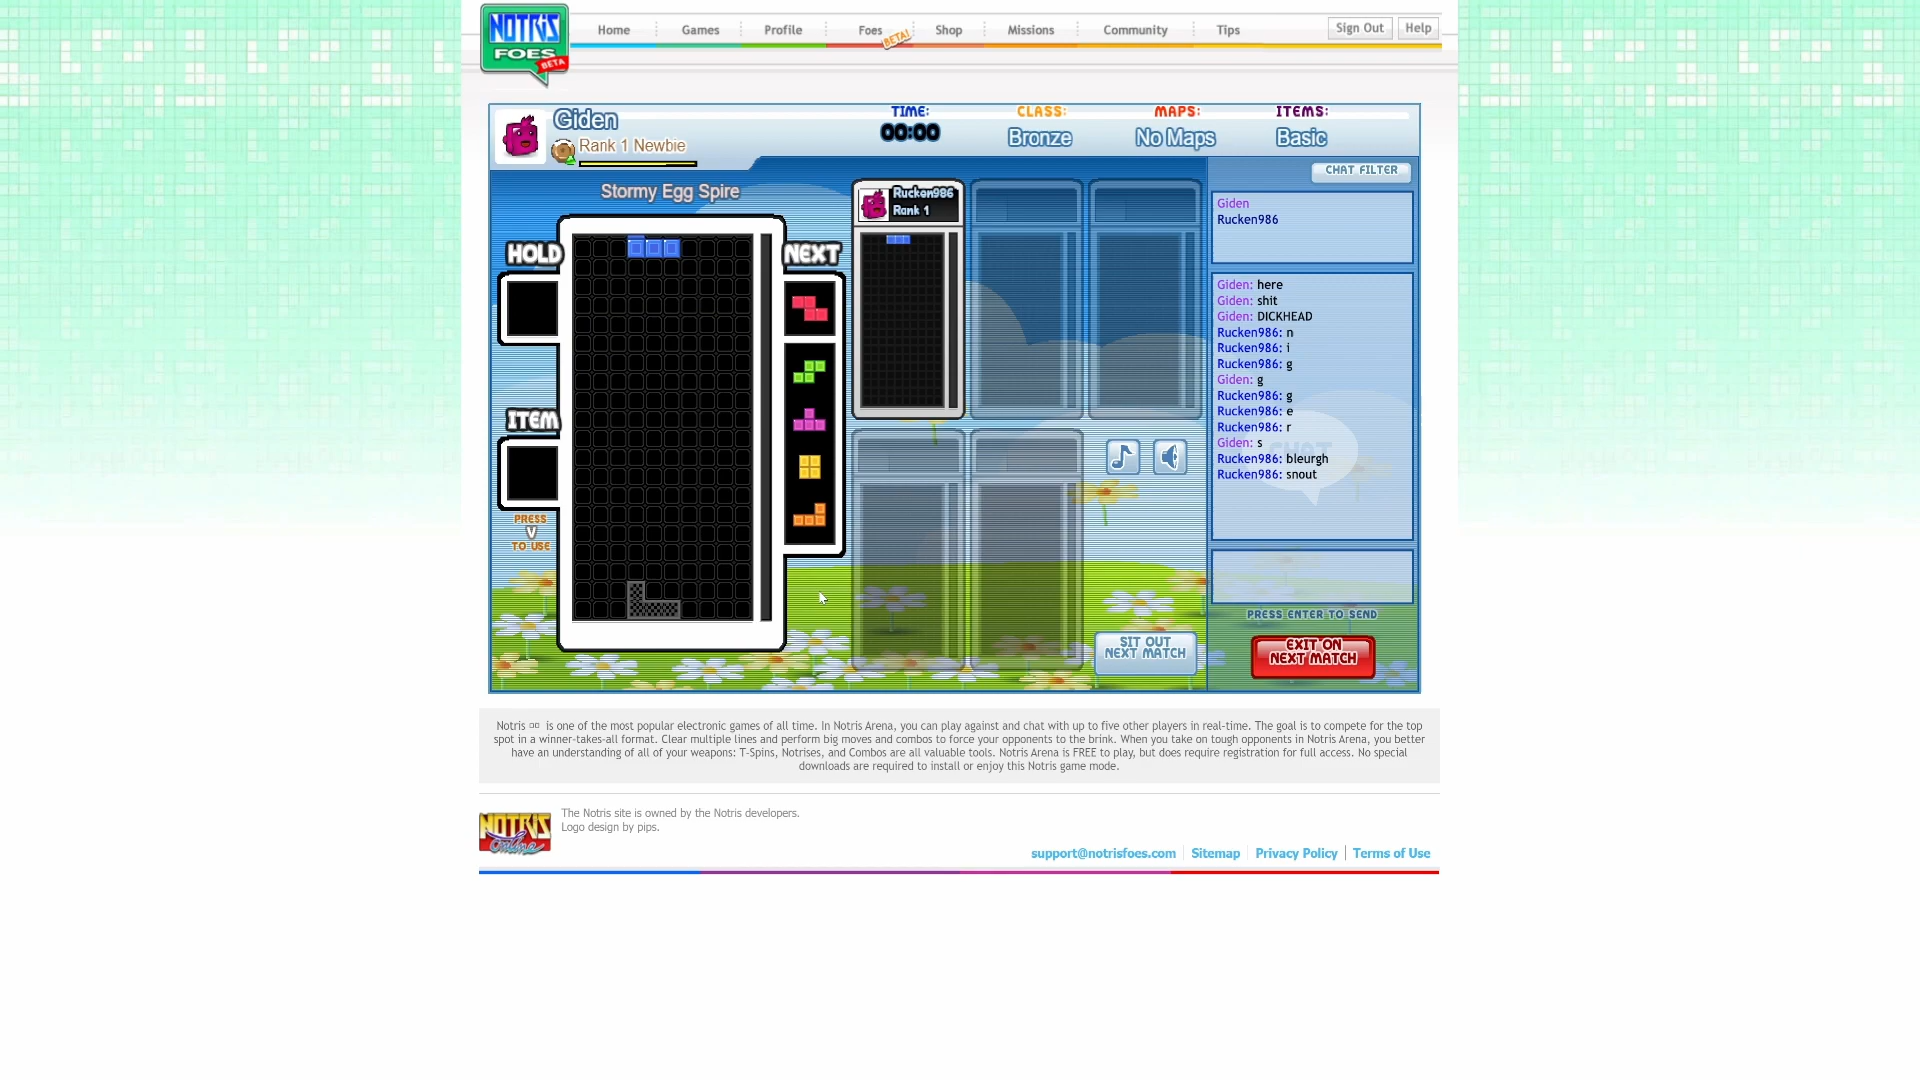 NOTRiS
FOES
BETA
Home
Games
Profile
Foes
BETA!
Shop
Missions
Community
Tips
Sign Out
Help
Giden
Rank 1 Newbie
TIME:
00:00
CLASS:
Bronze
MAPS:
No Maps
ITEMS:
Basic
Stormy Egg Spire
HOLD
NEXT
ITEM
PRESS
V
TO USE
Rucken986
Rank 1
SIT OUT
NEXT MATCH
CHAT FILTER
Giden
Rucken986
Giden: here
Giden: shit
Giden: DICKHEAD
Rucken986: n
Rucken986: i
Rucken986: g
Giden: g
Rucken986: g
Rucken986: e
Rucken986: r
Giden: s
Rucken986: bleurgh
Rucken986: snout
CHAT
PRESS ENTER TO SEND
EXIT ON
NEXT MATCH
Notris is one of the most popular electronic games of all time. In Notris Arena, you can play against and chat with up to five other players in real-time. The goal is to compete for the top
spot in a winner-takes-all format. Clear multiple lines and perform big moves and combos to force your opponents to the brink. When you take on tough opponents in Notris Arena, you better
have an understanding of all of your weapons: T-Spins, Notrises, and Combos are all valuable tools. Notris Arena is FREE to play, but does require registration for full access. No special
downloads are required to install or enjoy this Notris game mode.
NOTRIS
Online
The Notris site is owned by the Notris developers.
Logo design by pips.
support@notrisfoes.com
Sitemap
Privacy Policy
Terms of Use